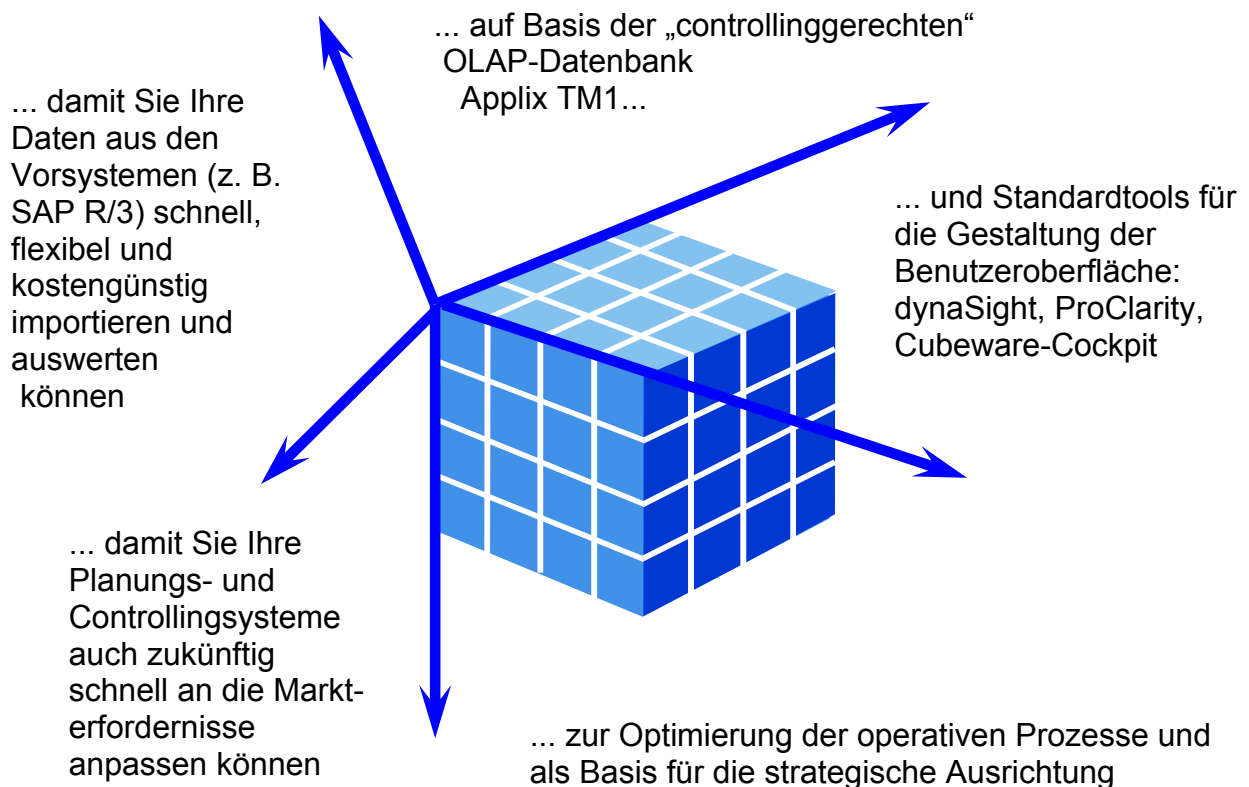 ... auf Basis der „controllinggerechten“
OLAP-Datenbank
Applix TM1...
... damit Sie Ihre
Daten aus den
Vorsystemen (z. B.
SAP R/3) schnell,
flexibel und
kostengünstig
importieren und
auswerten
können
... und Standardtools für
die Gestaltung der
Benutzeroberfläche:
dynaSight, ProClarity,
Cubeware-Cockpit
... damit Sie Ihre
Planungs- und
Controllingsysteme
auch zukünftig
schnell an die Markt-
erfordernisse
anpassen können
... zur Optimierung der operativen Prozesse und
als Basis für die strategische Ausrichtung